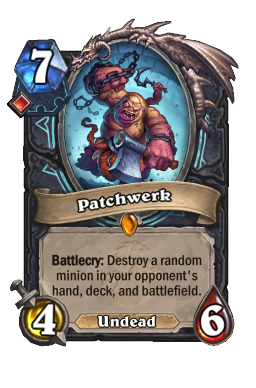 7
Patchwerk
Battlecry: Destroy a random
minion in your opponent's
hand, deck, and battlefield.
4
Undead
6